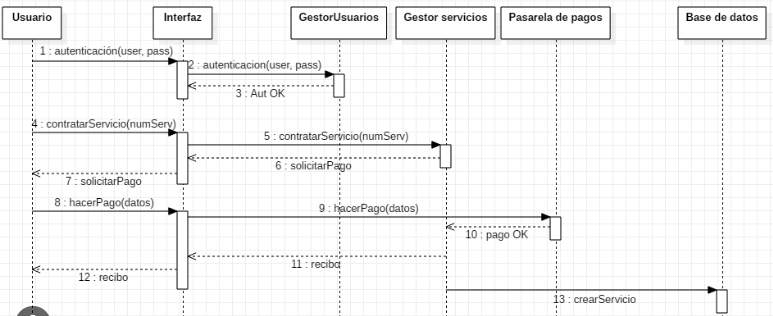 Usuario
Interfaz
GestorUsuarios
Gestor servicios
Pasarela de pagos
Base de datos
1 : autenticación(user, pass)
2 : autenticacion(user, pass)
3 : Aut OK
4 : contratarServicio(numServ)
5 : contratarServicio(numServ)
6 : solicitarPago
7 : solicitarPago
8 : hacerPago(datos)
9 : hacerPago(datos)
10 : pago OK
11 : recibo
12 : recibo
13 : crearServicio